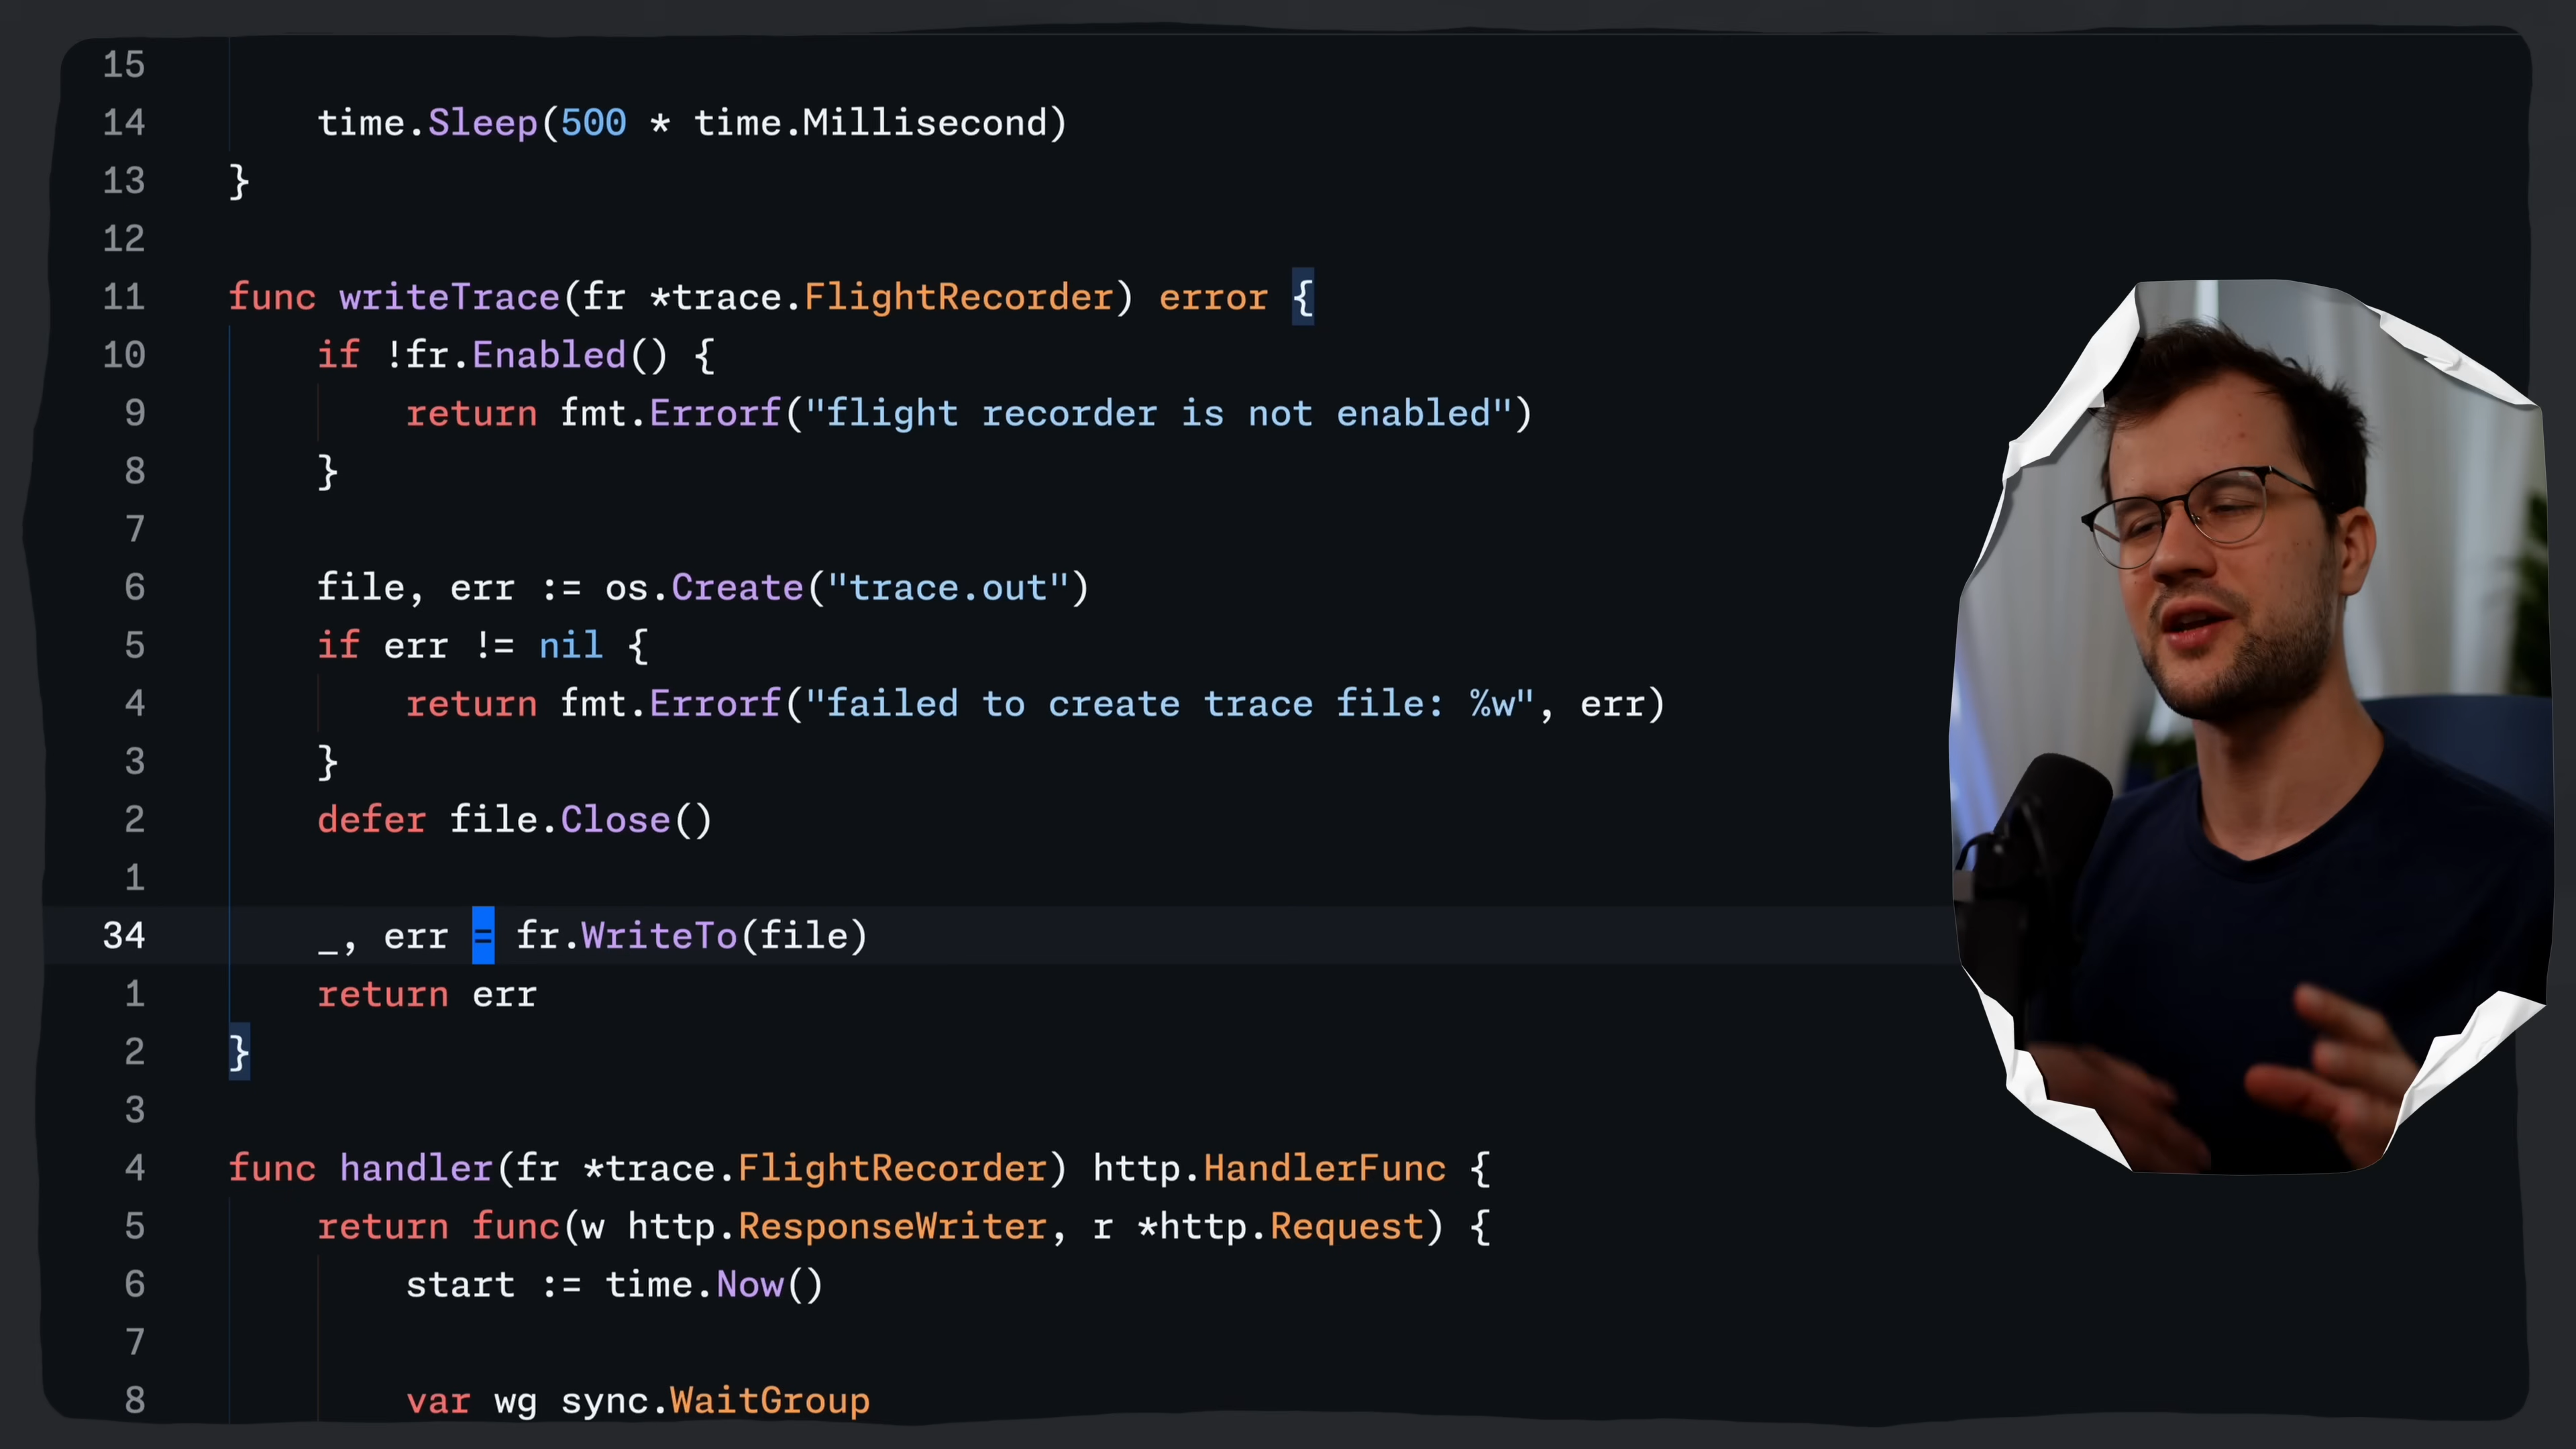 15
14 time.Sleep(500 * time.Millisecond)
13 }
12
11 func writeTrace(fr *trace.FlightRecorder) error {
10 if !fr.Enabled() {
9 return fmt.Errorf("flight recorder is not enabled")
8 }
7
6 file, err := os.Create("trace.out")
5 if err != nil {
4 return fmt.Errorf("failed to create trace file: %w", err)
3 }
2 defer file.Close()
1
34 _, err = fr.WriteTo(file)
1 return err
2 }
3
4 func handler(fr *trace.FlightRecorder) http.HandlerFunc {
5 return func(w http.ResponseWriter, r *http.Request) {
6 start := time.Now()
7
8 var wg sync.WaitGroup